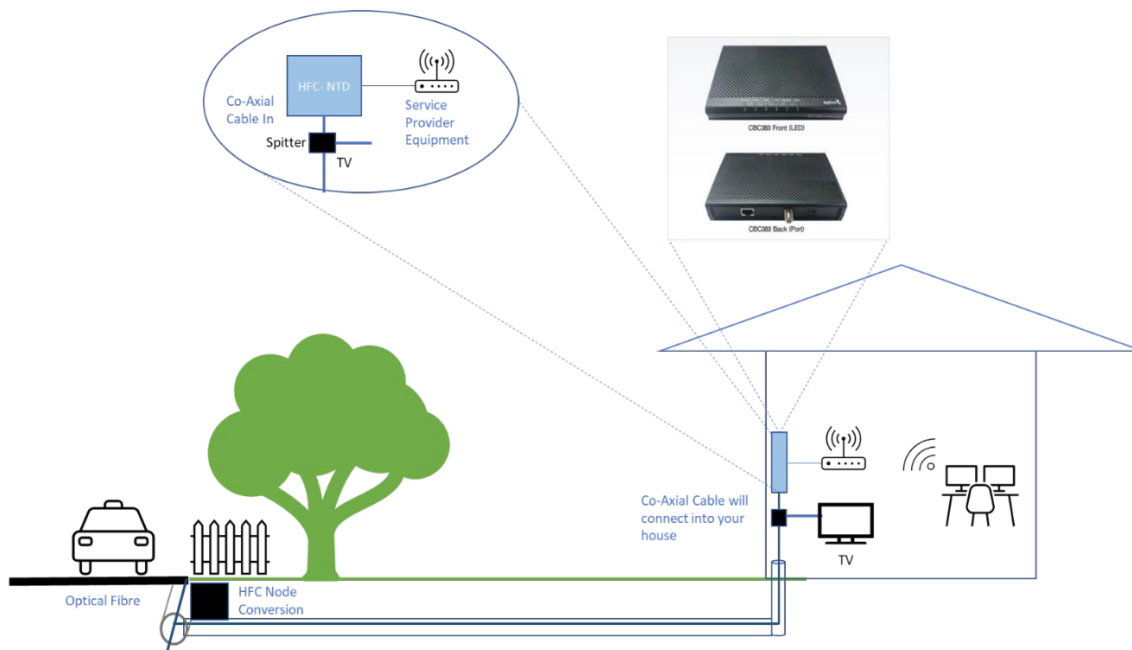 HFC- NTD
Co-Axial
Cable In
Service
Provider
Equipment
Spitter
TV
CBC383 Front (LED)
CBC383 Back (Port)
Co-Axial Cable will
connect into your
house
TV
Optical Fibre
HFC Node
Conversion